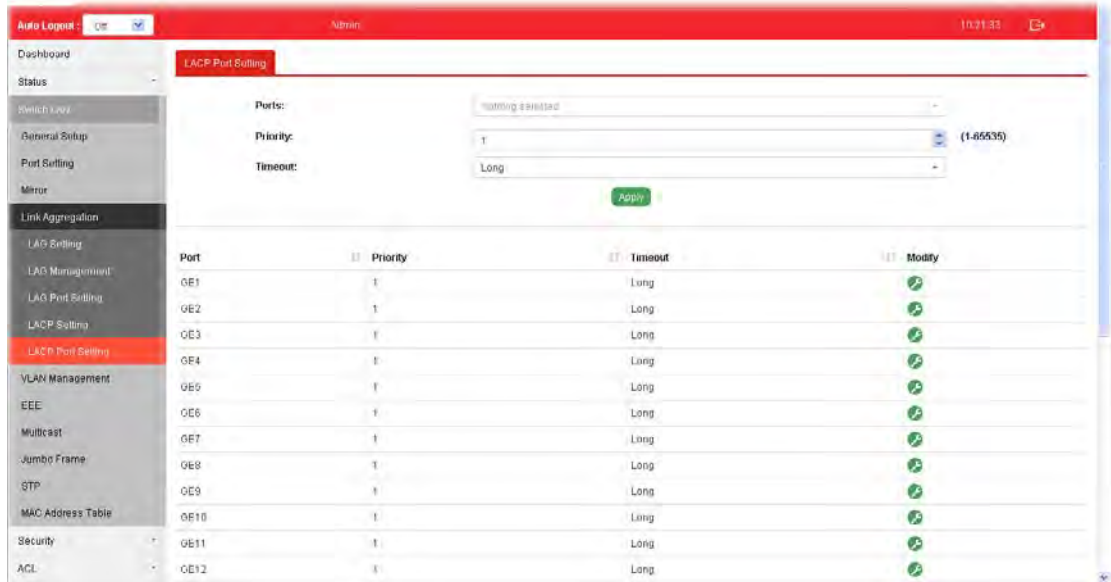 Auto Logout : Off Admin 10:21:33
Dashboard
Status
Switch LAN
General Setup
Port Setting
Mirror
Link Aggregation
LAG Setting
LAG Management
LAG Port Setting
LACP Setting
LACP Port Setting
VLAN Management
EEE
Multicast
Jumbo Frame
STP
MAC Address Table
Security
ACL
LACP Port Setting
Ports: Nothing selected
Priority: 1 (1-65535)
Timeout: Long
Apply
Port Priority Timeout Modify
GE1 1 Long
GE2 1 Long
GE3 1 Long
GE4 1 Long
GE5 1 Long
GE6 1 Long
GE7 1 Long
GE8 1 Long
GE9 1 Long
GE10 1 Long
GE11 1 Long
GE12 1 Long